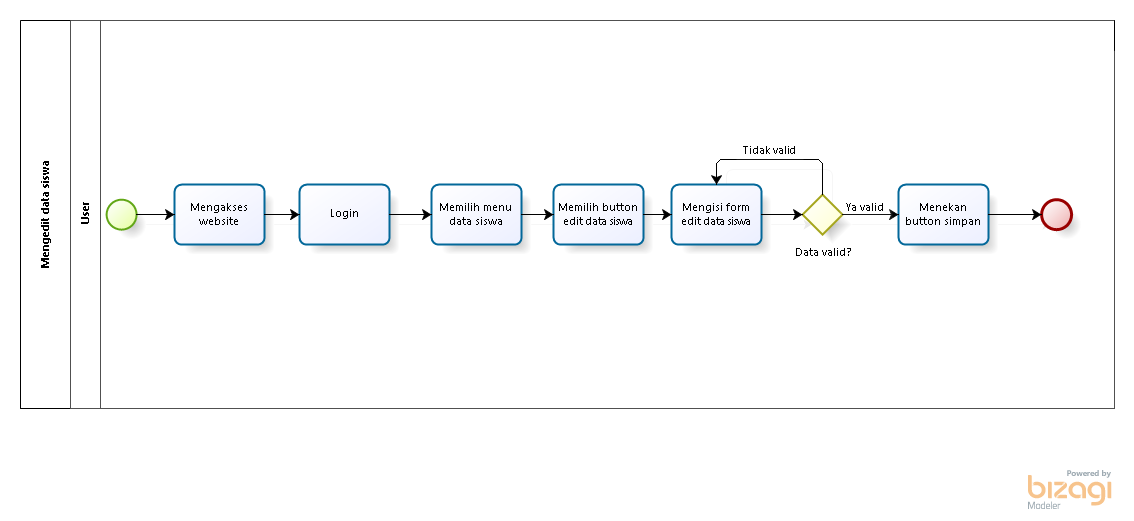 Mengedit data siswa
User
Mengakses
website
Login
Memilih menu
data siswa
Memilih button
edit data siswa
Mengisi form
edit data siswa
Tidak valid
Data valid?
Ya valid
Menekan
button simpan
Powered by
bizagi
Modeler